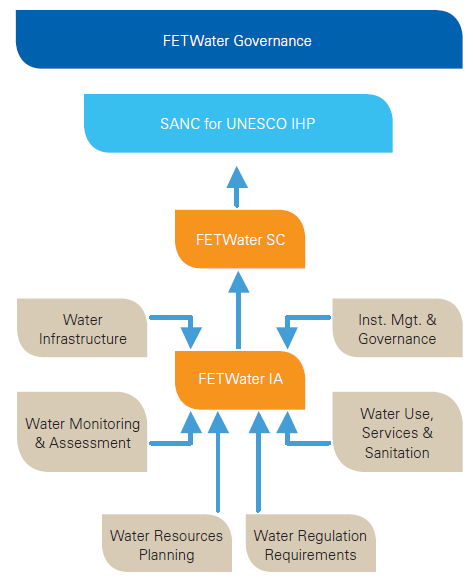 FETWater Governance
SANC for UNESCO IHP
FETWater SC
Water
Infrastructure
Inst. Mgt. &
Governance
FETWater IA
Water Monitoring
& Assessment
Water Use,
Services &
Sanitation
Water Resources
Planning
Water Regulation
Requirements